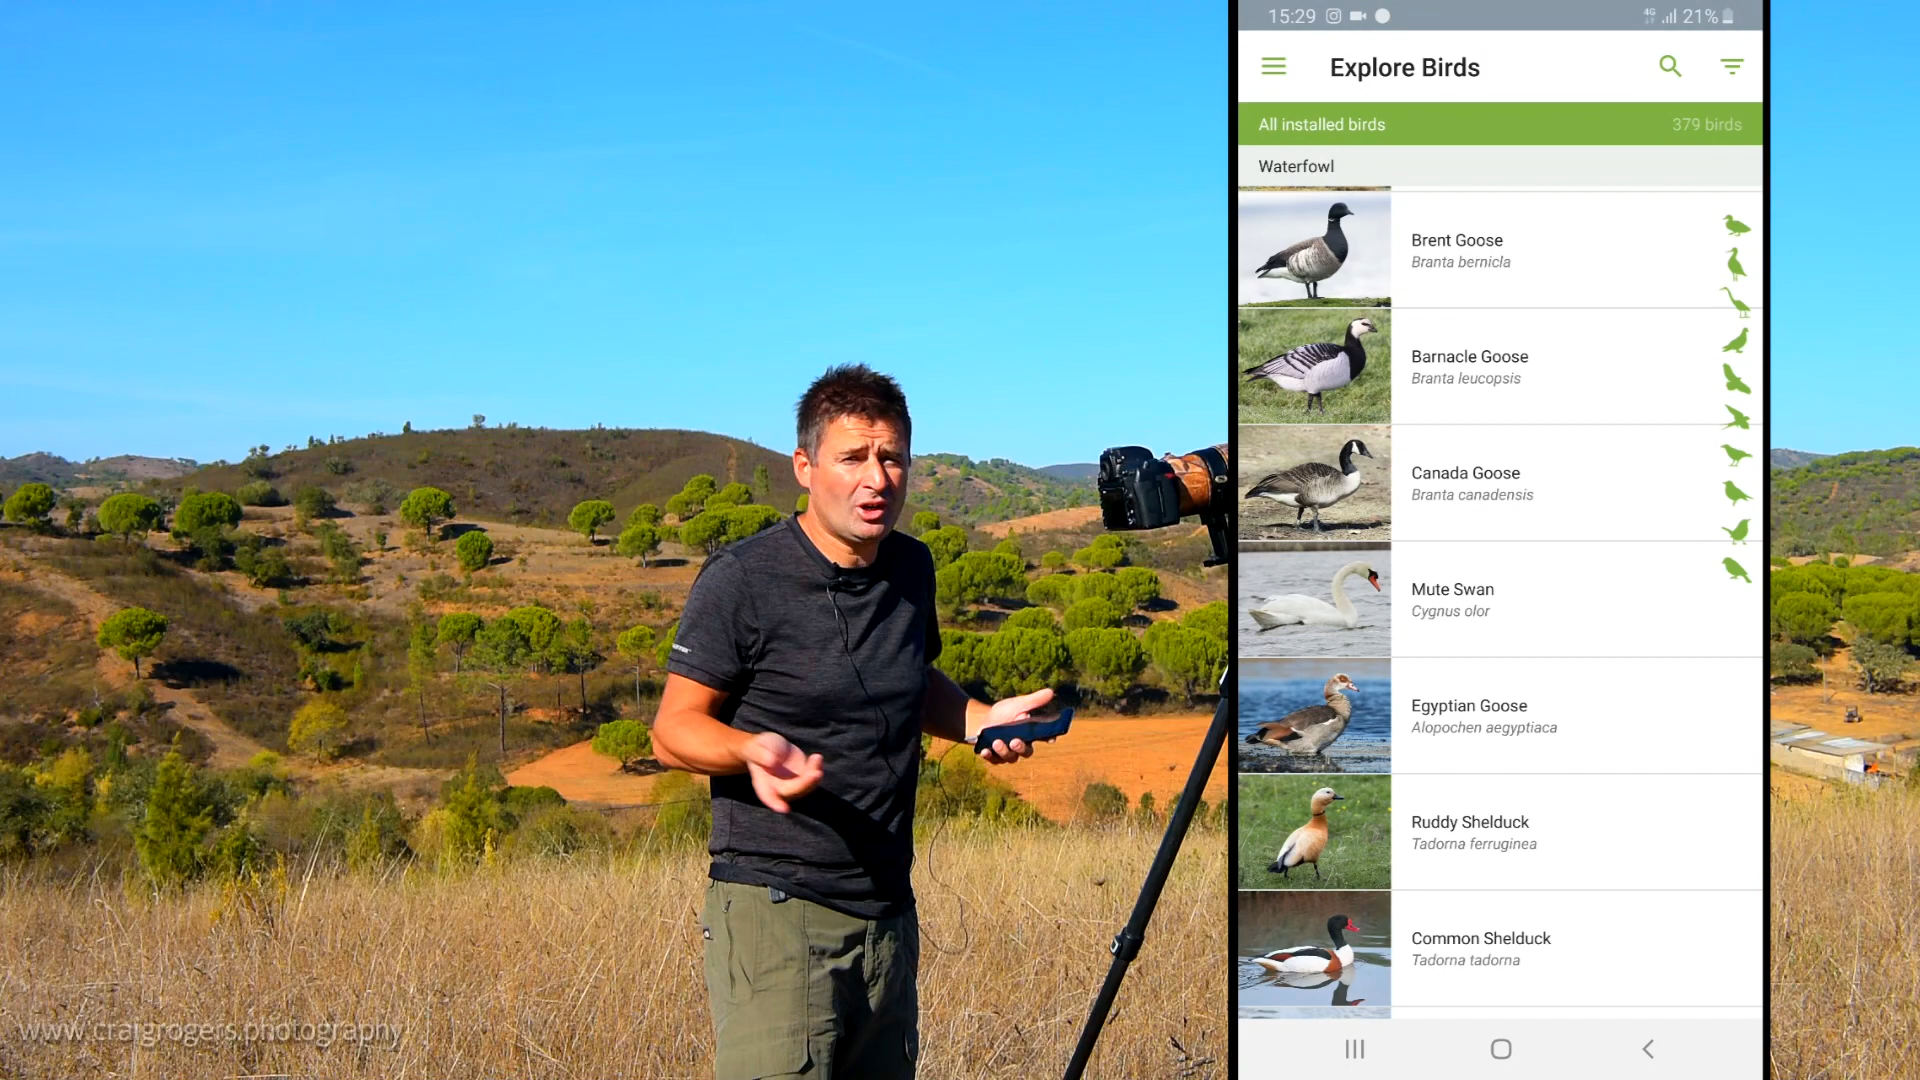 15:29
4G
21%
Explore Birds
All installed birds
379 birds
Waterfowl
Brent Goose
Branta bernicla
Barnacle Goose
Branta leucopsis
Canada Goose
Branta canadensis
Mute Swan
Cygnus olor
Egyptian Goose
Alopochen aegyptiaca
Ruddy Shelduck
Tadorna ferruginea
Common Shelduck
Tadorna tadorna
www.craigrogers.photography